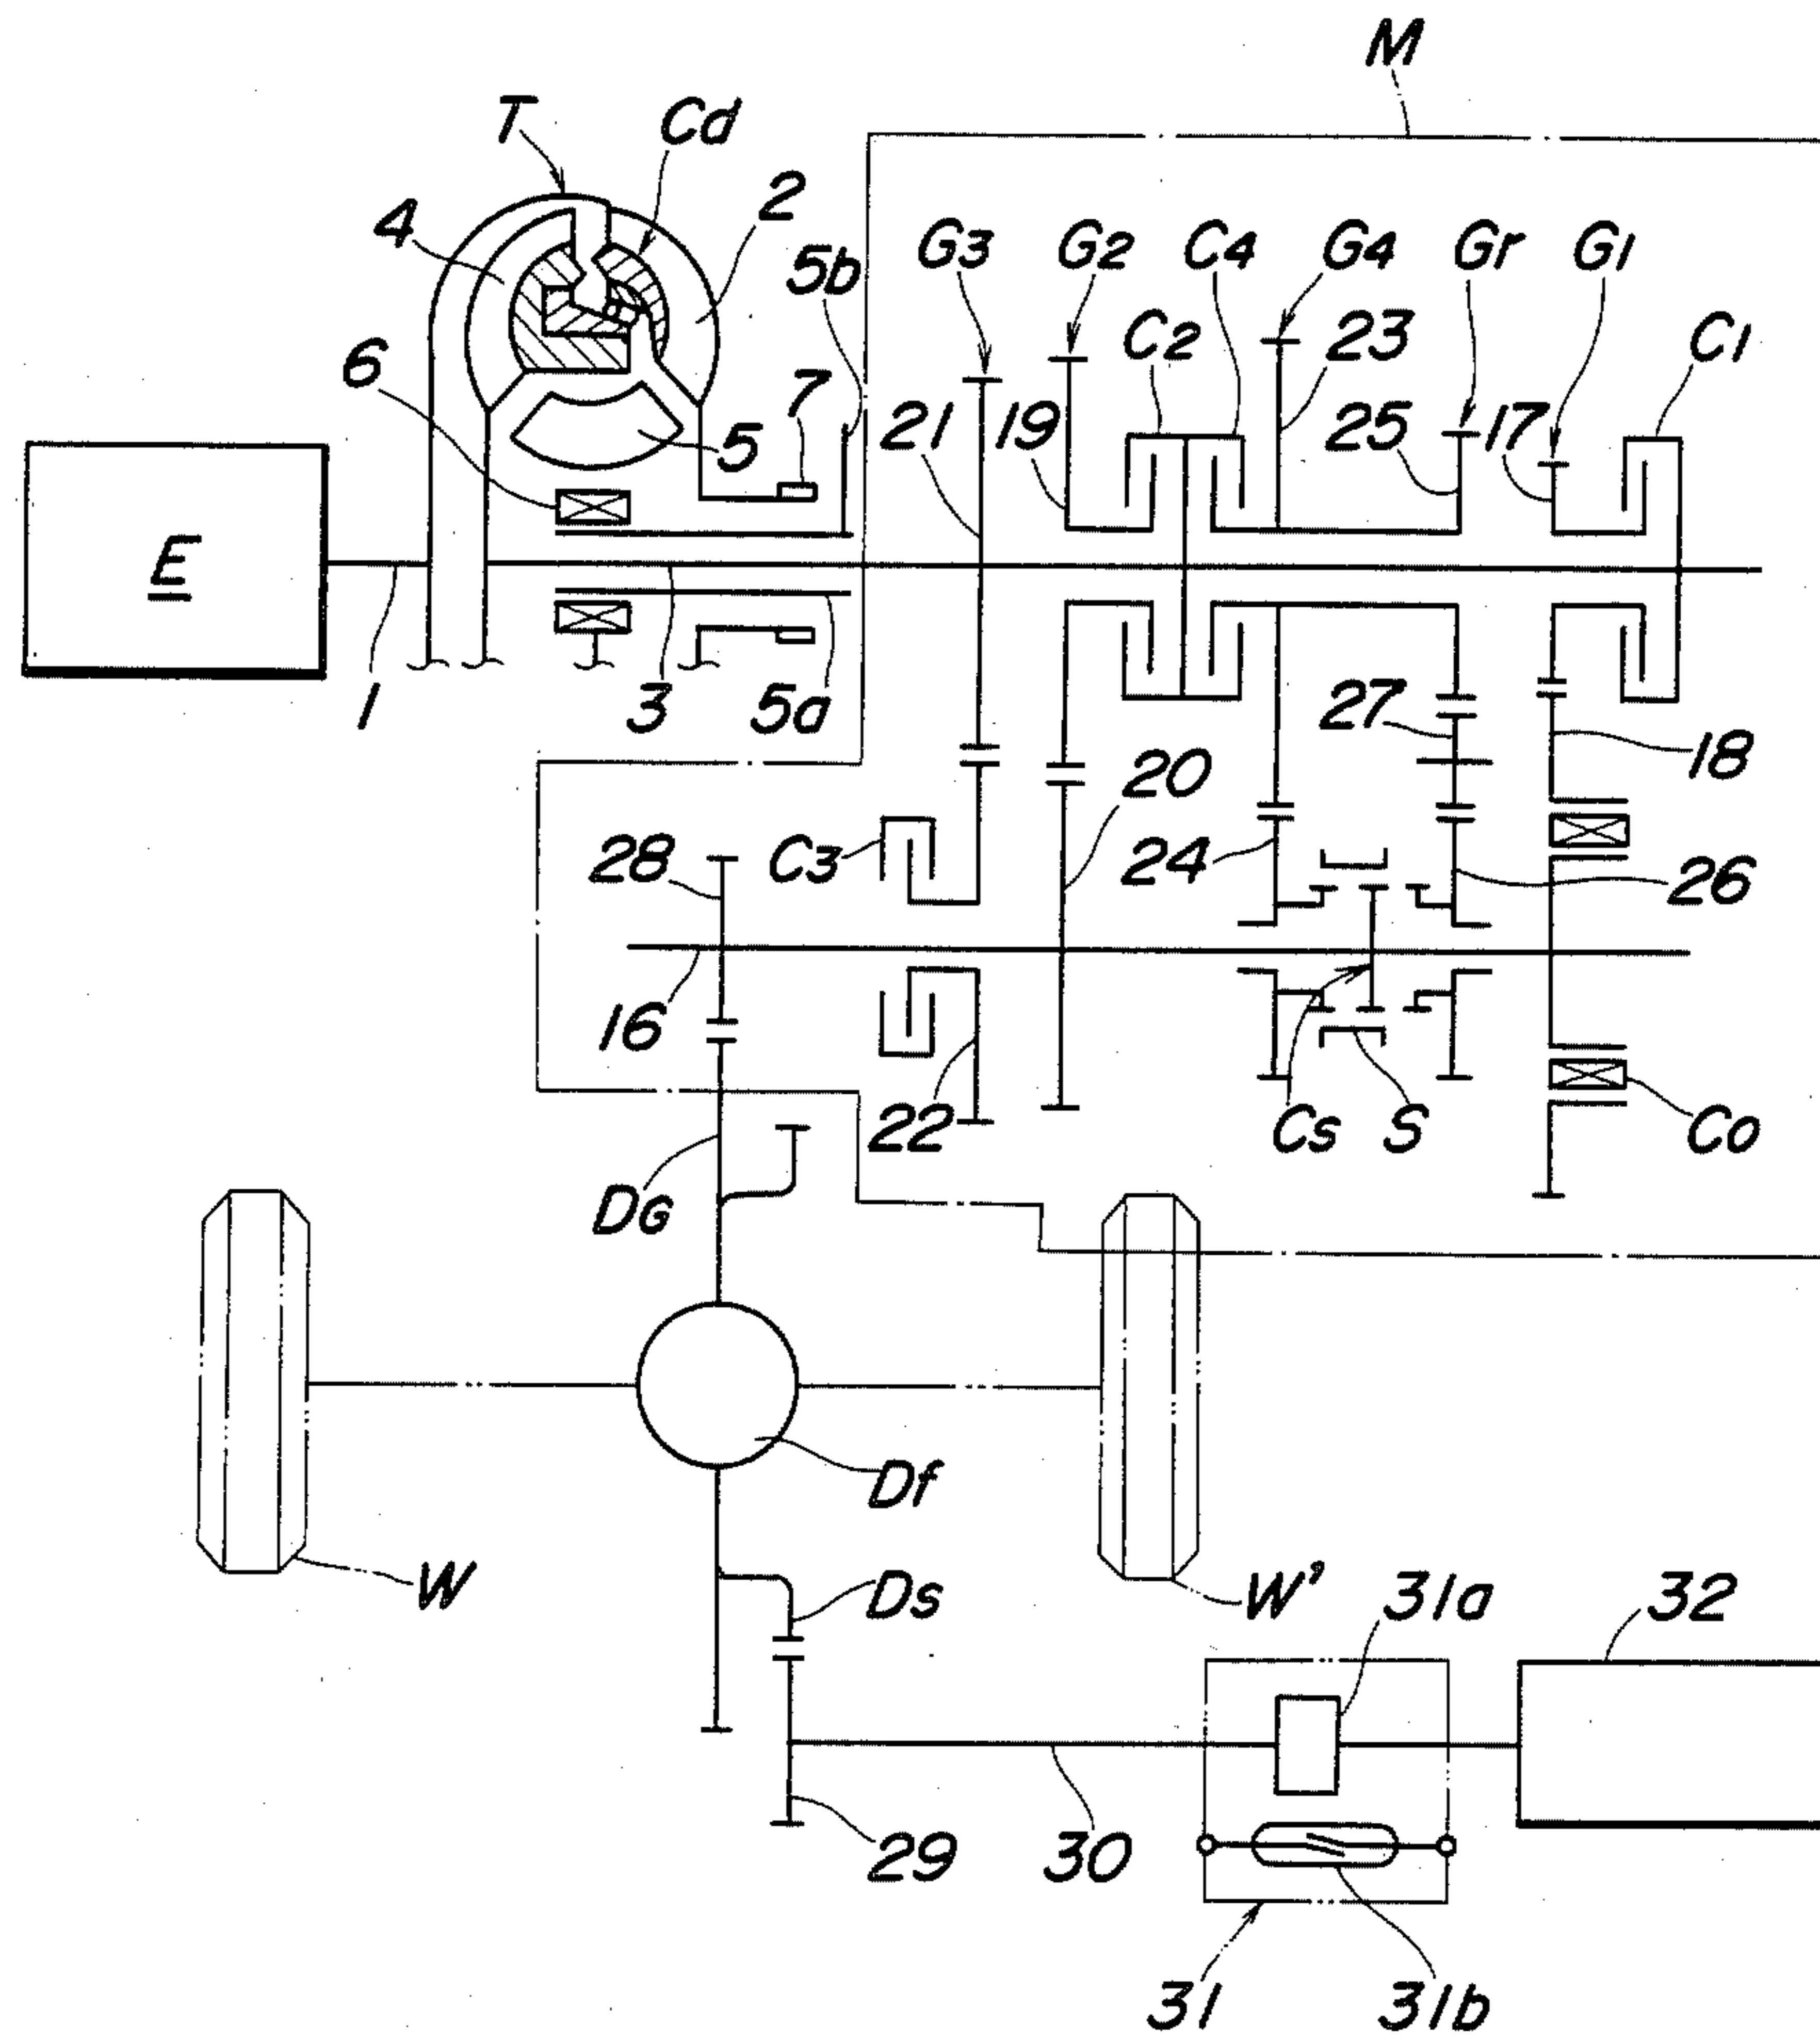 M
T Cd
4 2
5b
G3 G2 C4 G4 Gr G1
6 C2 23 C1
7
21 19 25 17
5
E
1 3 5a 27 18
20
28 C3 24 26
16
22 Cs S Co
DG
Df
W Ds W' 31a 32
29 30
31 31b